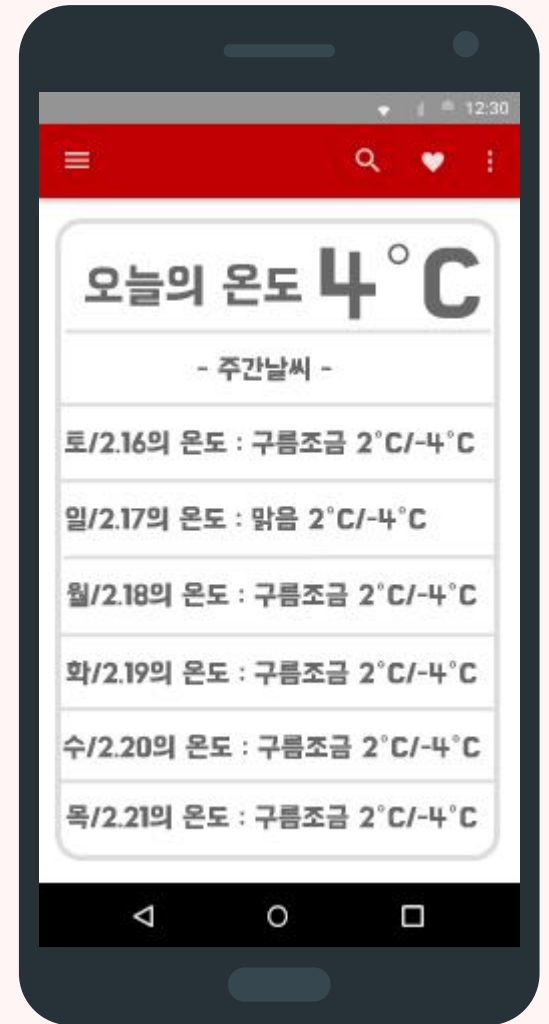 12:30
오늘의 온도 4°C
- 주간날씨 -
토/2.16의 온도 : 구름조금 2°C/-4°C
일/2.17의 온도 : 맑음 2°C/-4°C
월/2.18의 온도 : 구름조금 2°C/-4°C
화/2.19의 온도 : 구름조금 2°C/-4°C
수/2.20의 온도 : 구름조금 2°C/-4°C
목/2.21의 온도 : 구름조금 2°C/-4°C